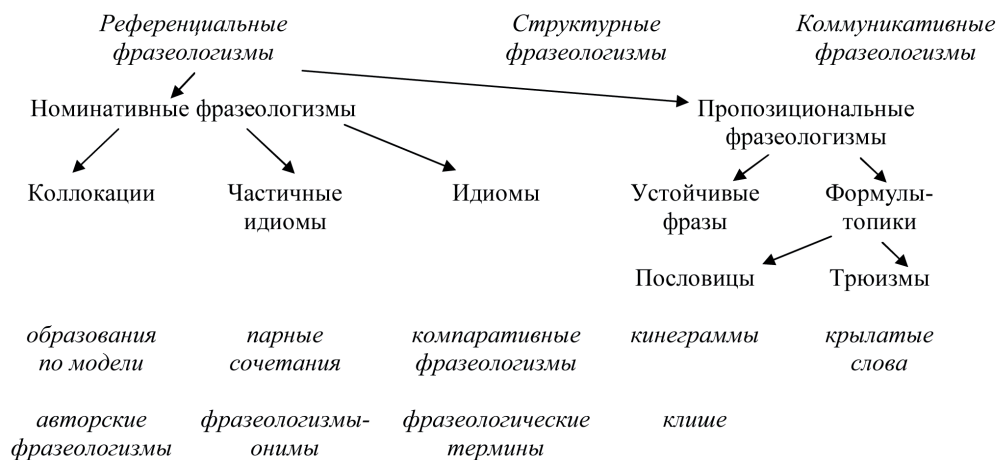 Референциальные Структурные Коммуникативные
фразеологизмы фразеологизмы фразеологизмы
Номинативные фразеологизмы Пропозициональные
фразеологизмы
Коллокации Частичные Идиомы Устойчивые Формулы-
идиомы фразы топики
Пословицы Трюизмы
образования парные компаративные кинеграммы крылатые
по модели сочетания фразеологизмы слова
авторские фразеологизмы- фразеологические клише
фразеологизмы онимы термины